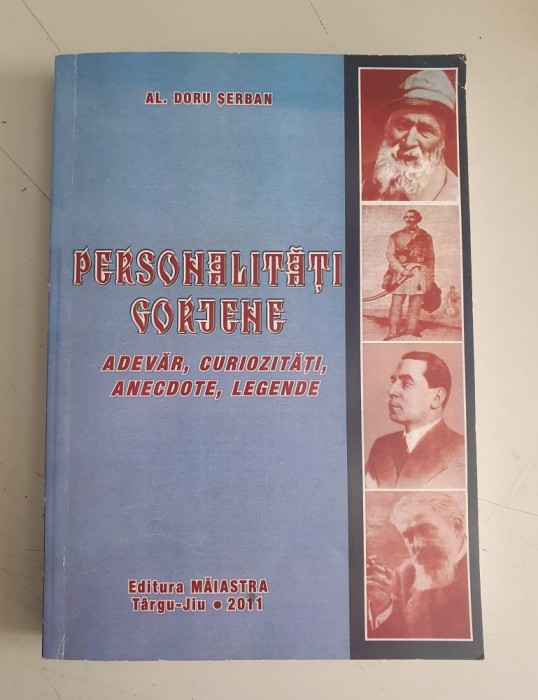 AL. DORU ŞERBAN
PERSONALITĂŢI
GORJENE
ADEVĂR, CURIOZITĂŢI,
ANECDOTE, LEGENDE
Editura MĂIASTRA
Târgu-Jiu • 2011